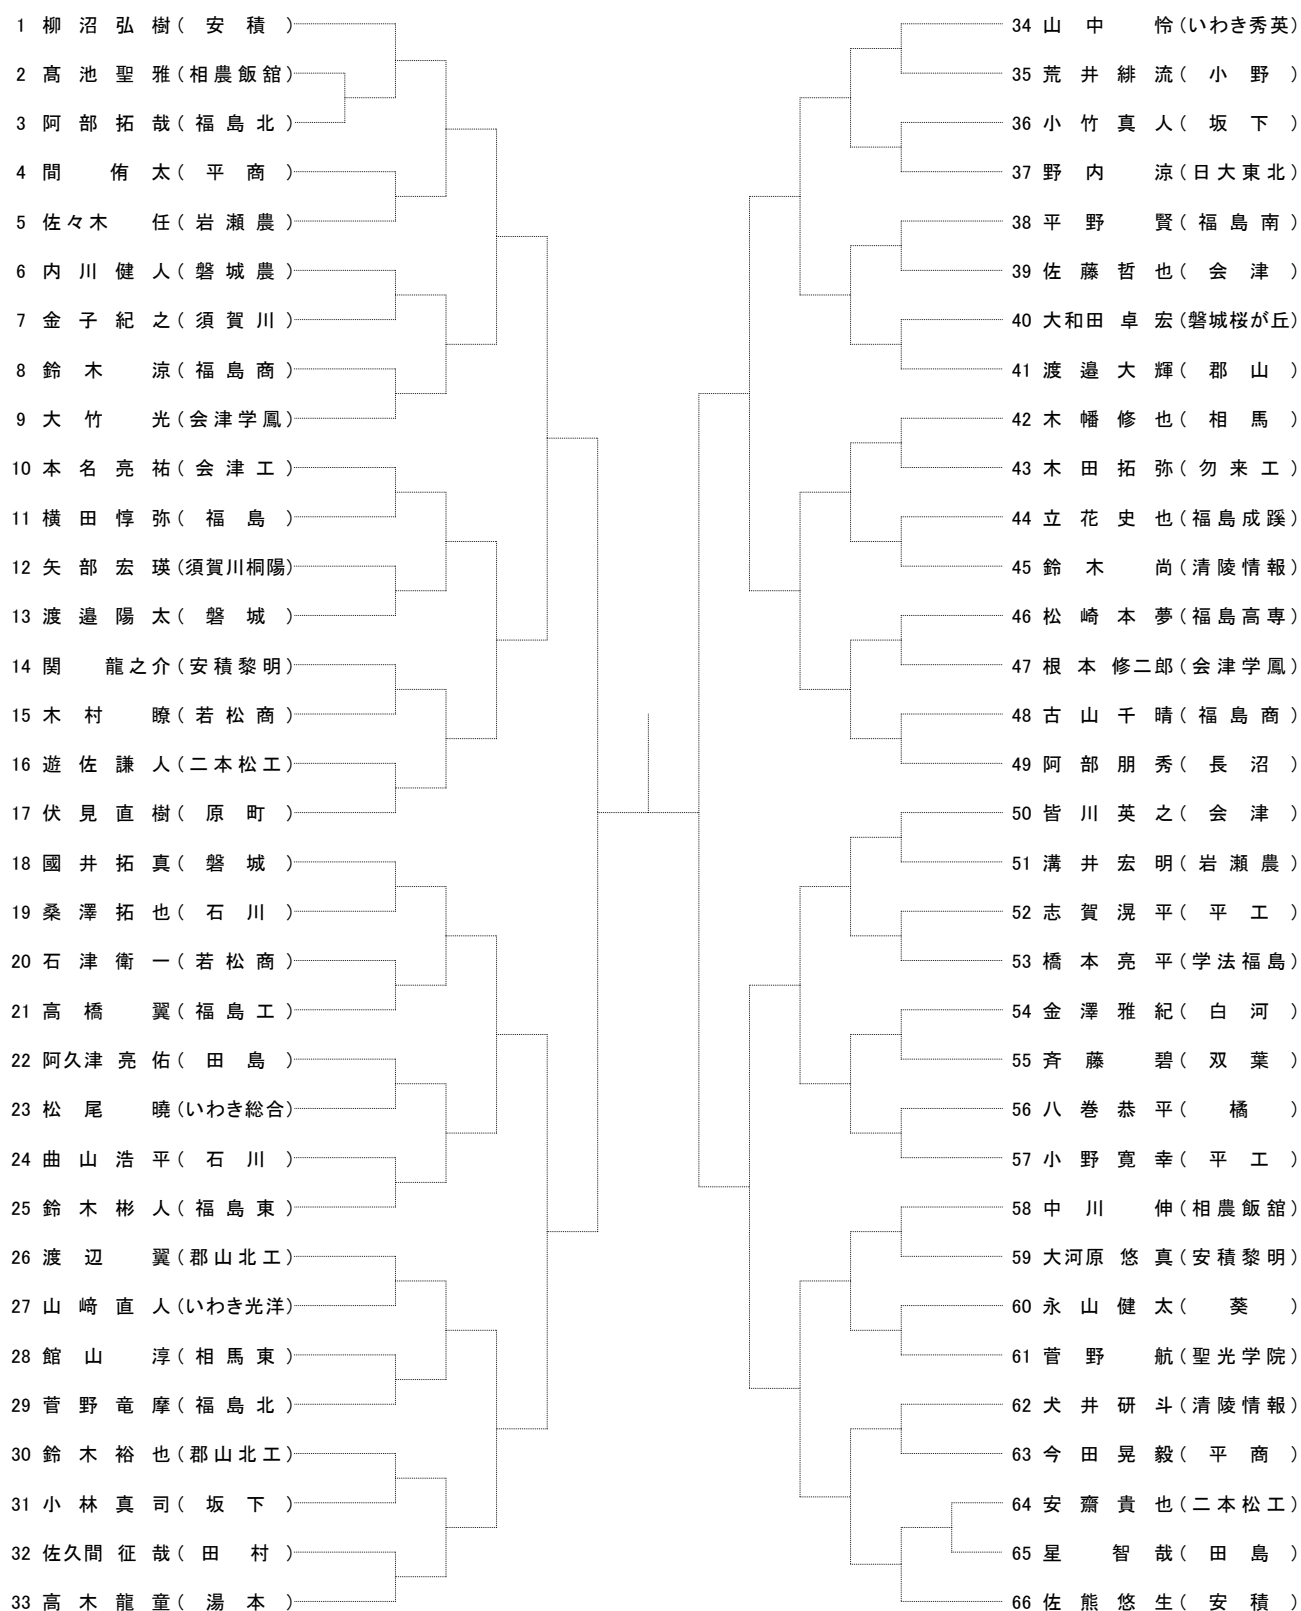 1 柳沼弘樹(安積)
2 髙池聖雅(相農飯舘)
3 阿部拓哉(福島北)
4 間侑太(平商)
5 佐々木任(岩瀬農)
6 内川健人(磐城農)
7 金子紀之(須賀川)
8 鈴木涼(福島商)
9 大竹光(会津学鳳)
10 本名亮祐(会津工)
11 横田惇弥(福島)
12 矢部宏瑛(須賀川桐陽)
13 渡邉陽太(磐城)
14 関龍之介(安積黎明)
15 木村瞭(若松商)
16 遊佐謙人(二本松工)
17 伏見直樹(原町)
18 國井拓真(磐城)
19 桑澤拓也(石川)
20 石津衛一(若松商)
21 高橋翼(福島工)
22 阿久津亮佑(田島)
23 松尾曉(いわき総合)
24 曲山浩平(石川)
25 鈴木彬人(福島東)
26 渡辺翼(郡山北工)
27 山﨑直人(いわき光洋)
28 館山淳(相馬東)
29 菅野竜摩(福島北)
30 鈴木裕也(郡山北工)
31 小林真司(坂下)
32 佐久間征哉(田村)
33 高木龍童(湯本)
34 山中怜(いわき秀英)
35 荒井緋流(小野)
36 小竹真人(坂下)
37 野内涼(日大東北)
38 平野賢(福島南)
39 佐藤哲也(会津)
40 大和田卓宏(磐城桜が丘)
41 渡邉大輝(郡山)
42 木幡修也(相馬)
43 木田拓弥(勿来工)
44 立花史也(福島成蹊)
45 鈴木尚(清陵情報)
46 松崎本夢(福島高専)
47 根本修二郎(会津学鳳)
48 古山千晴(福島商)
49 阿部朋秀(長沼)
50 皆川英之(会津)
51 溝井宏明(岩瀬農)
52 志賀滉平(平工)
53 橋本亮平(学法福島)
54 金澤雅紀(白河)
55 斉藤碧(双葉)
56 八巻恭平(橘)
57 小野寛幸(平工)
58 中川伸(相農飯舘)
59 大河原悠真(安積黎明)
60 永山健太(葵)
61 菅野航(聖光学院)
62 犬井研斗(清陵情報)
63 今田晃毅(平商)
64 安齋貴也(二本松工)
65 星智哉(田島)
66 佐熊悠生(安積)